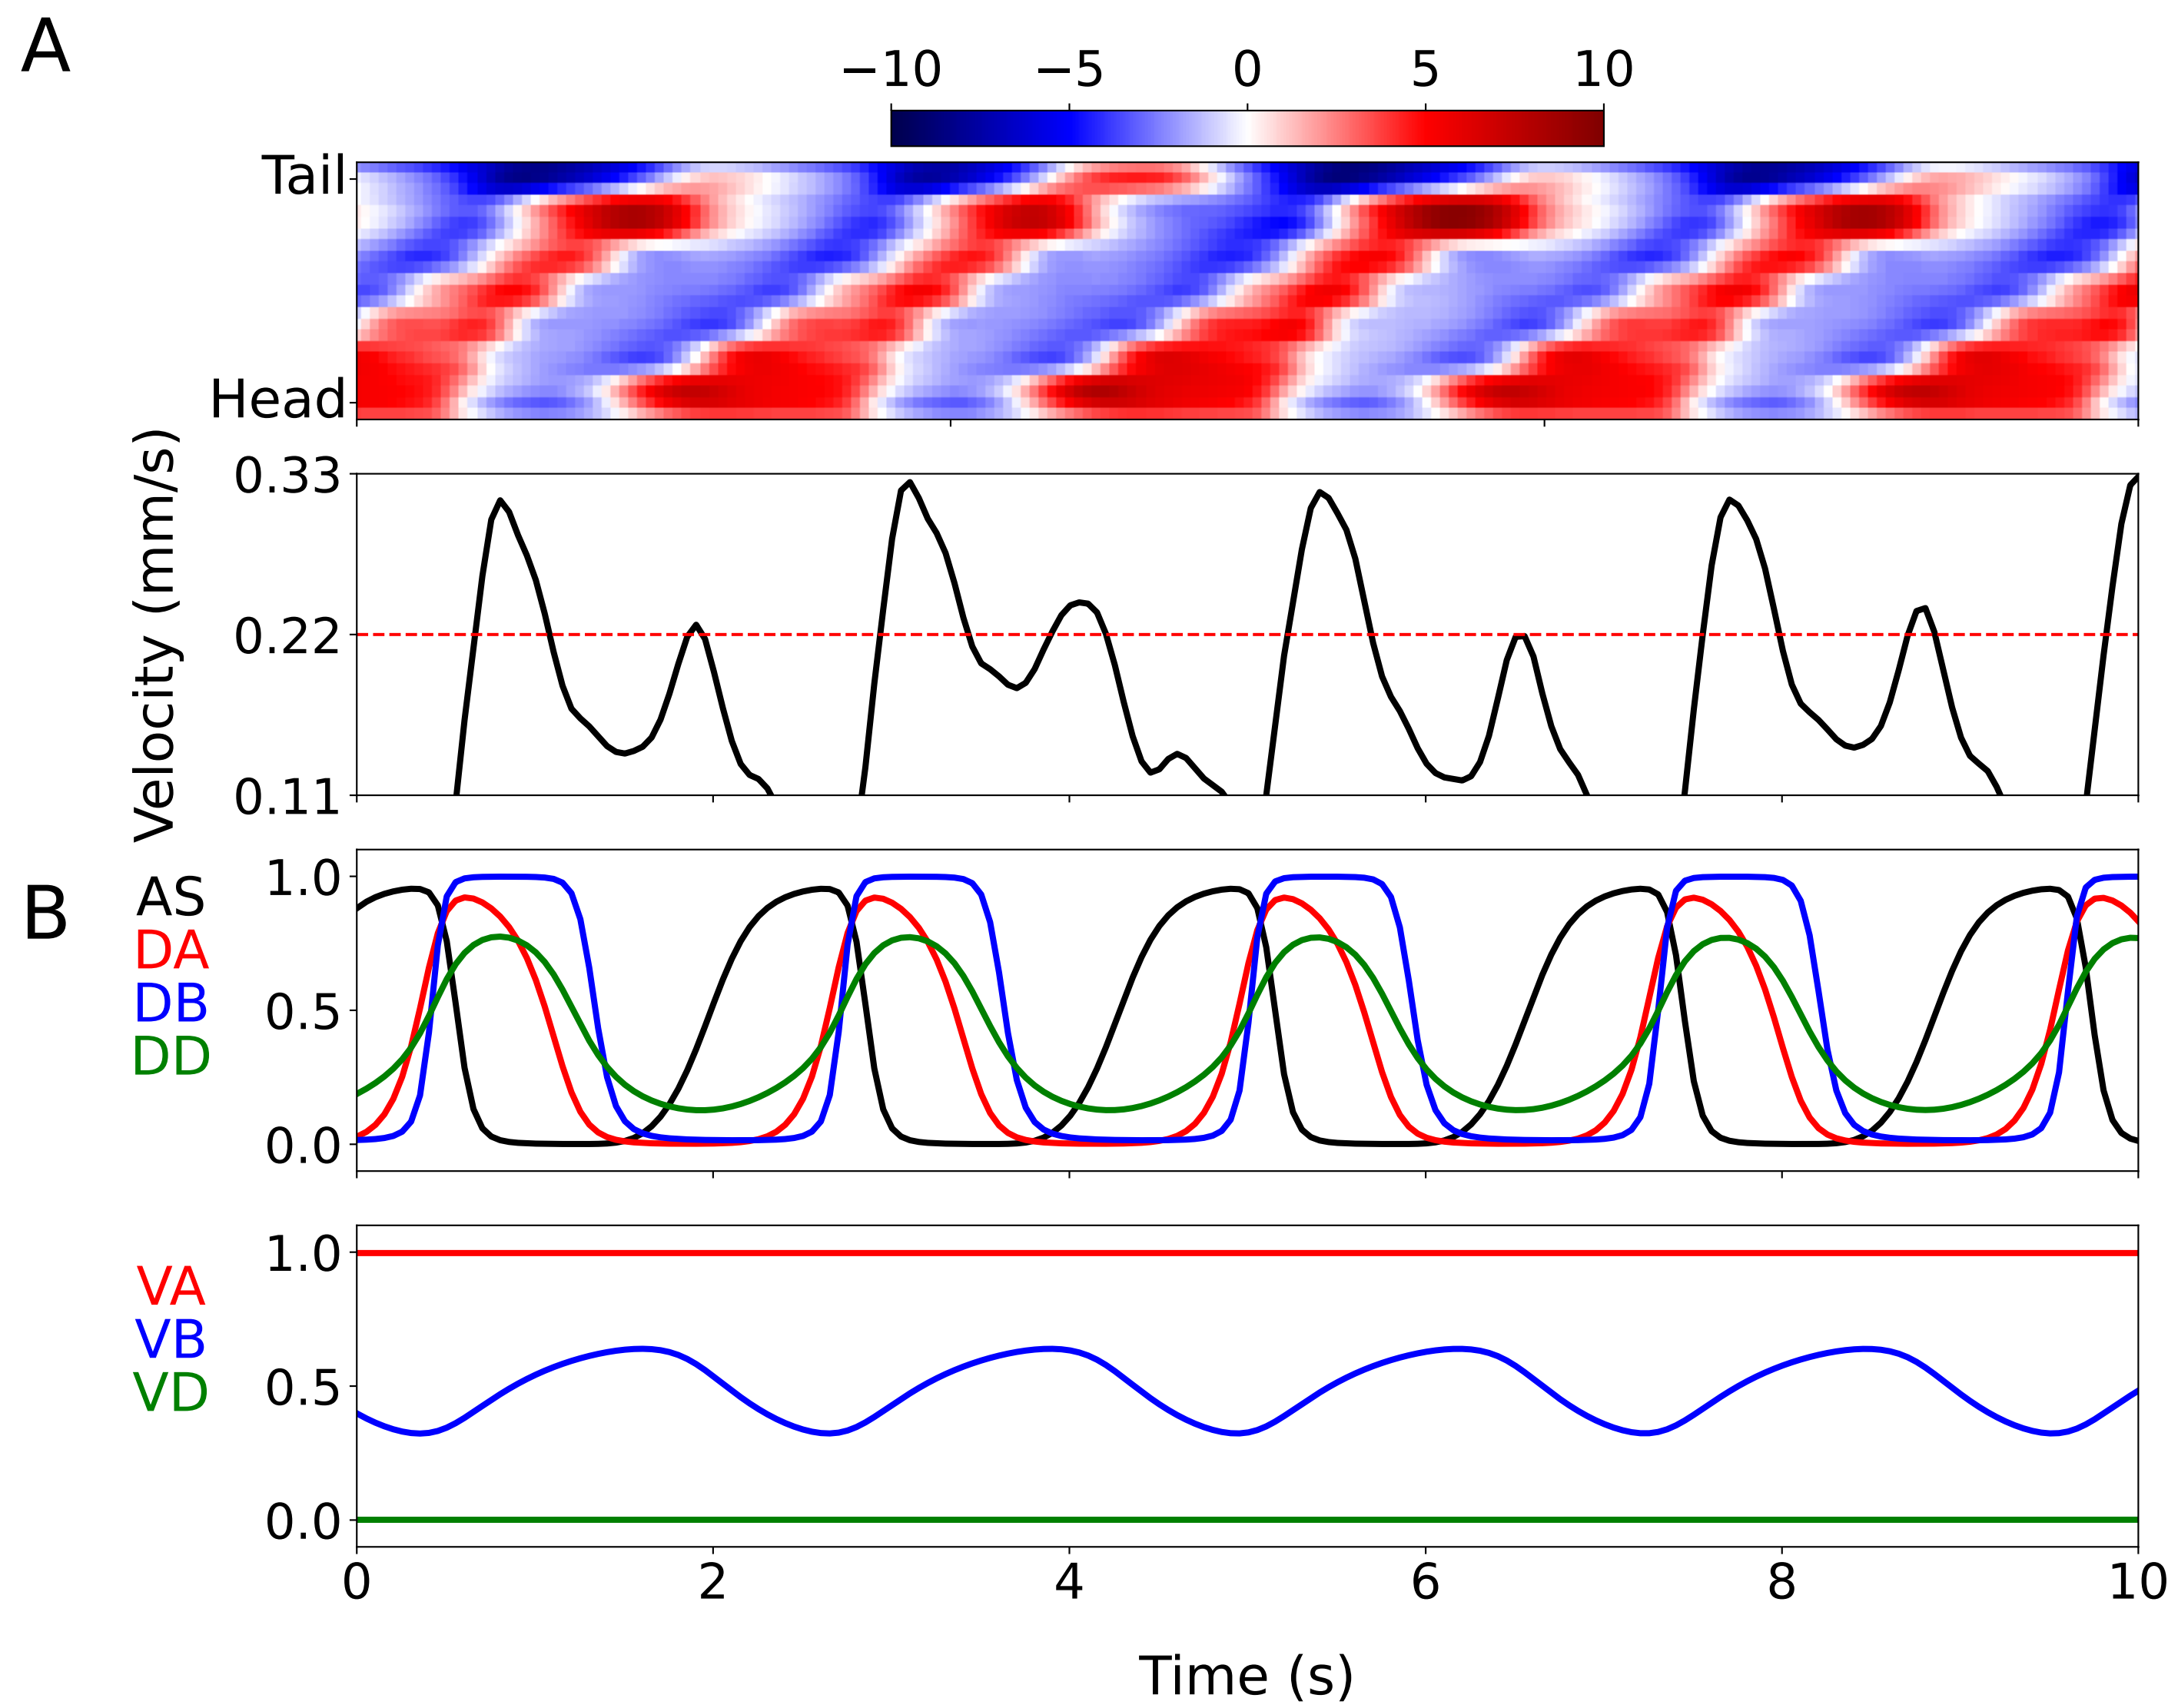 A
−10 −5 0 5 10
Tail
Head
Velocity (mm/s)
0.33
0.22
0.11
B
AS
DA
DB
DD
1.0
0.5
0.0
VA
VB
VD
1.0
0.5
0.0
0 2 4 6 8 10
Time (s)